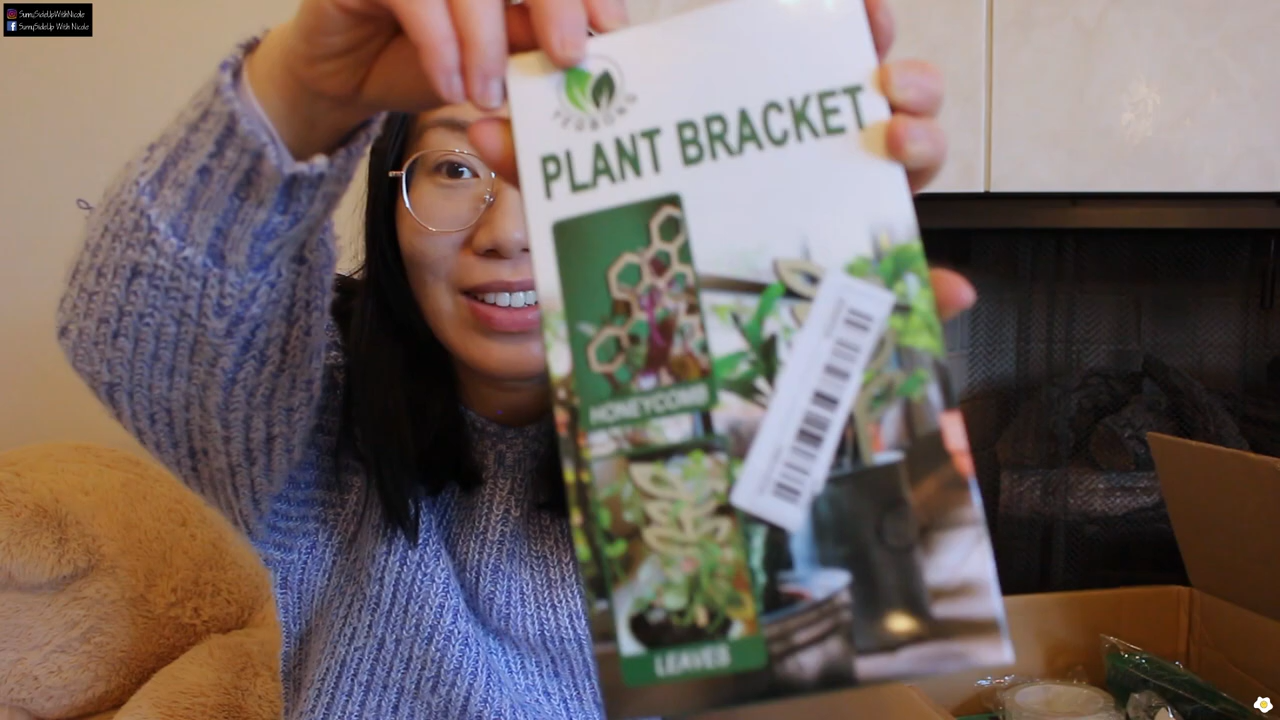 SunnySideUpWithNicole
SunnySideUp With Nicole
PLANT BRACKET
HONEYCOMB
LEAVES